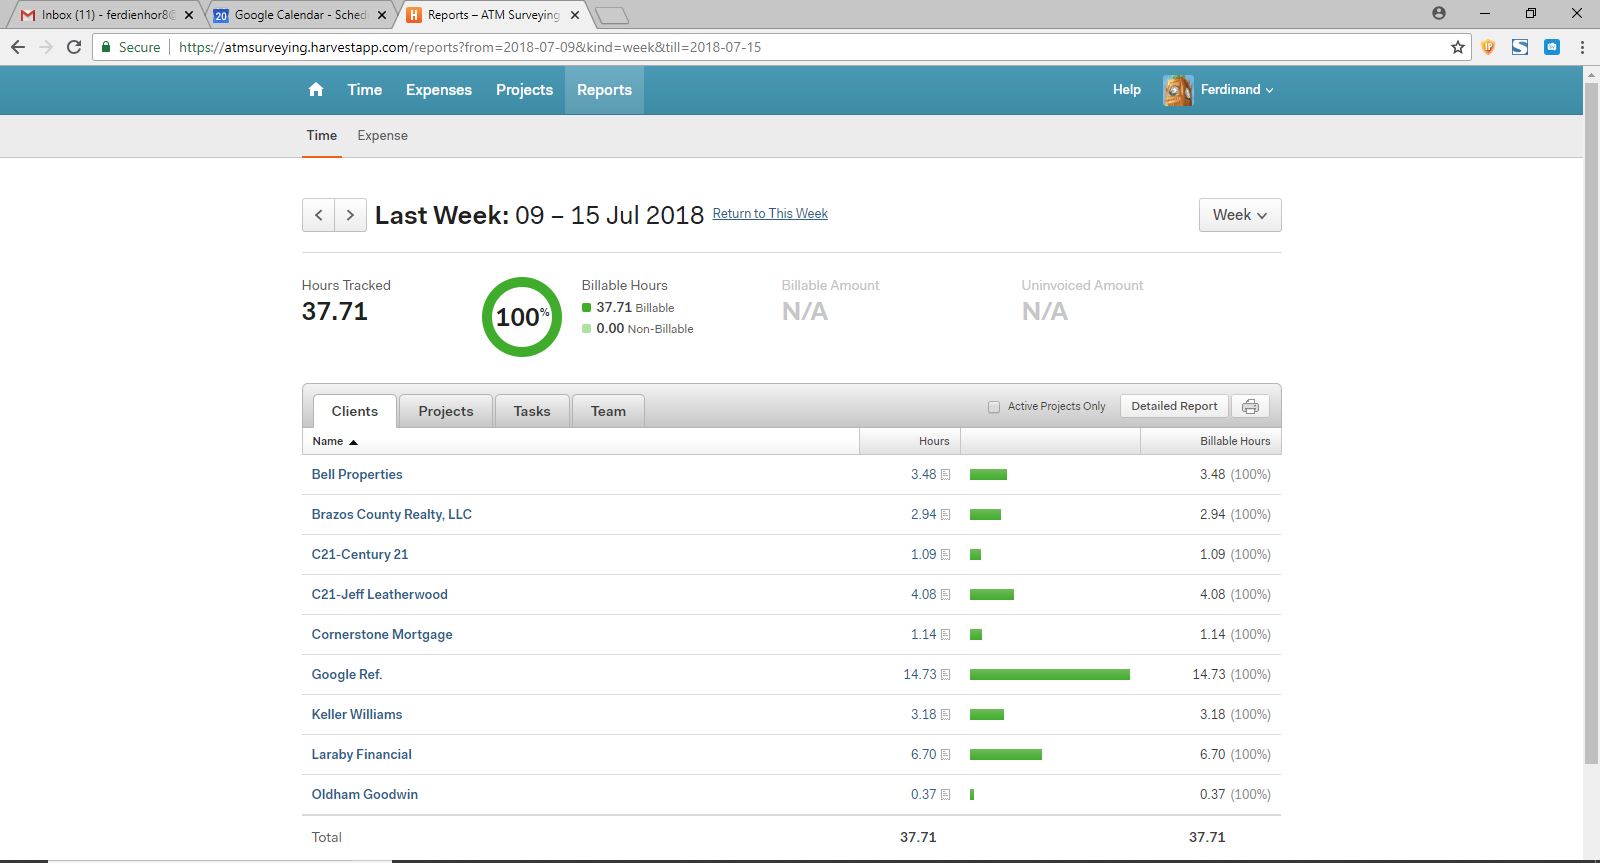 Inbox (11) - ferdienhor8@
20 Google Calendar - Sched
H Reports – ATM Surveying
Secure https://atmsurveying.harvestapp.com/reports?from=2018-07-09&kind=week&till=2018-07-15
Time Expenses Projects Reports Help Ferdinand
Time Expense
Last Week: 09 – 15 Jul 2018 Return to This Week Week
Hours Tracked
37.71
100%
Billable Hours
37.71 Billable
0.00 Non-Billable
Billable Amount
N/A
Uninvoiced Amount
N/A
Clients Projects Tasks Team Active Projects Only Detailed Report
Name Hours Billable Hours
Bell Properties 3.48 3.48 (100%)
Brazos County Realty, LLC 2.94 2.94 (100%)
C21-Century 21 1.09 1.09 (100%)
C21-Jeff Leatherwood 4.08 4.08 (100%)
Cornerstone Mortgage 1.14 1.14 (100%)
Google Ref. 14.73 14.73 (100%)
Keller Williams 3.18 3.18 (100%)
Laraby Financial 6.70 6.70 (100%)
Oldham Goodwin 0.37 0.37 (100%)
Total 37.71 37.71